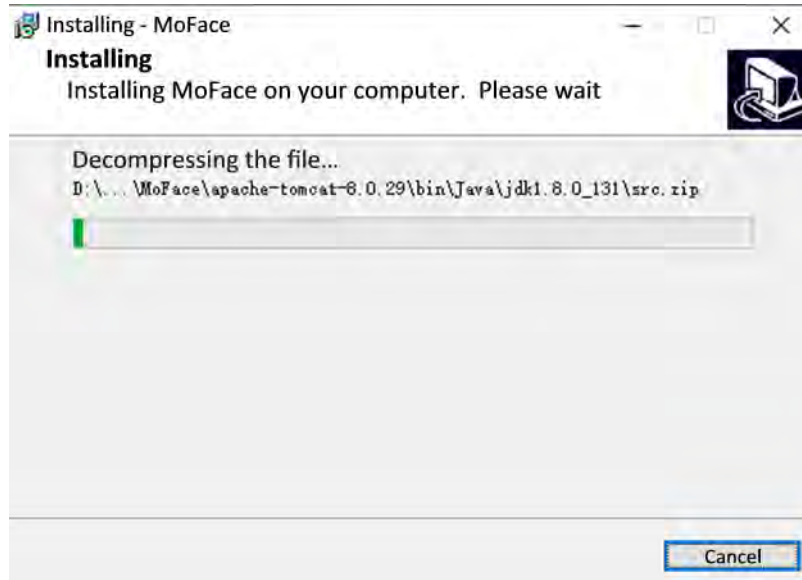 Installing - MoFace
Installing
Installing MoFace on your computer. Please wait
Decompressing the file...
D:\...\MoFace\apache-tomcat-8.0.29\bin\Java\jdk1.8.0_131\src.zip
Cancel